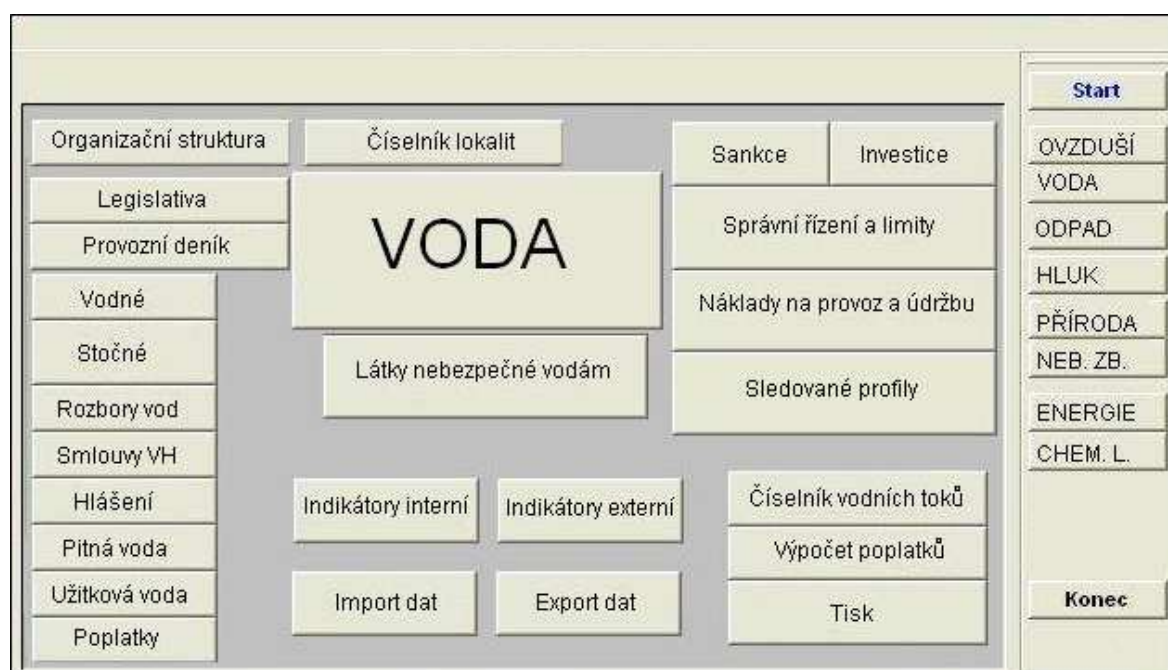 Organizační struktura
Číselník lokalit
Legislativa
Provozní deník
Vodné
Stočné
Rozbory vod
Smlouvy VH
Hlášení
Pitná voda
Užitková voda
Poplatky
VODA
Látky nebezpečné vodám
Indikátory interní
Indikátory externí
Import dat
Export dat
Sankce
Investice
Správní řízení a limity
Náklady na provoz a údržbu
Sledované profily
Číselník vodních toků
Výpočet poplatků
Tisk
Start
OVZDUŠÍ
VODA
ODPAD
HLUK
PŘÍRODA
NEB. ZB.
ENERGIE
CHEM. L.
Konec